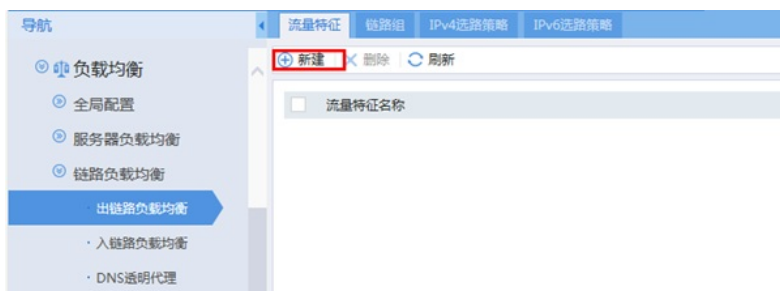 导航
流量特征 链路组 IPv4选路策略 IPv6选路策略
新建 删除 刷新
负载均衡
流量特征名称
全局配置
服务器负载均衡
链路负载均衡
· 出链路负载均衡
· 入链路负载均衡
· DNS透明代理